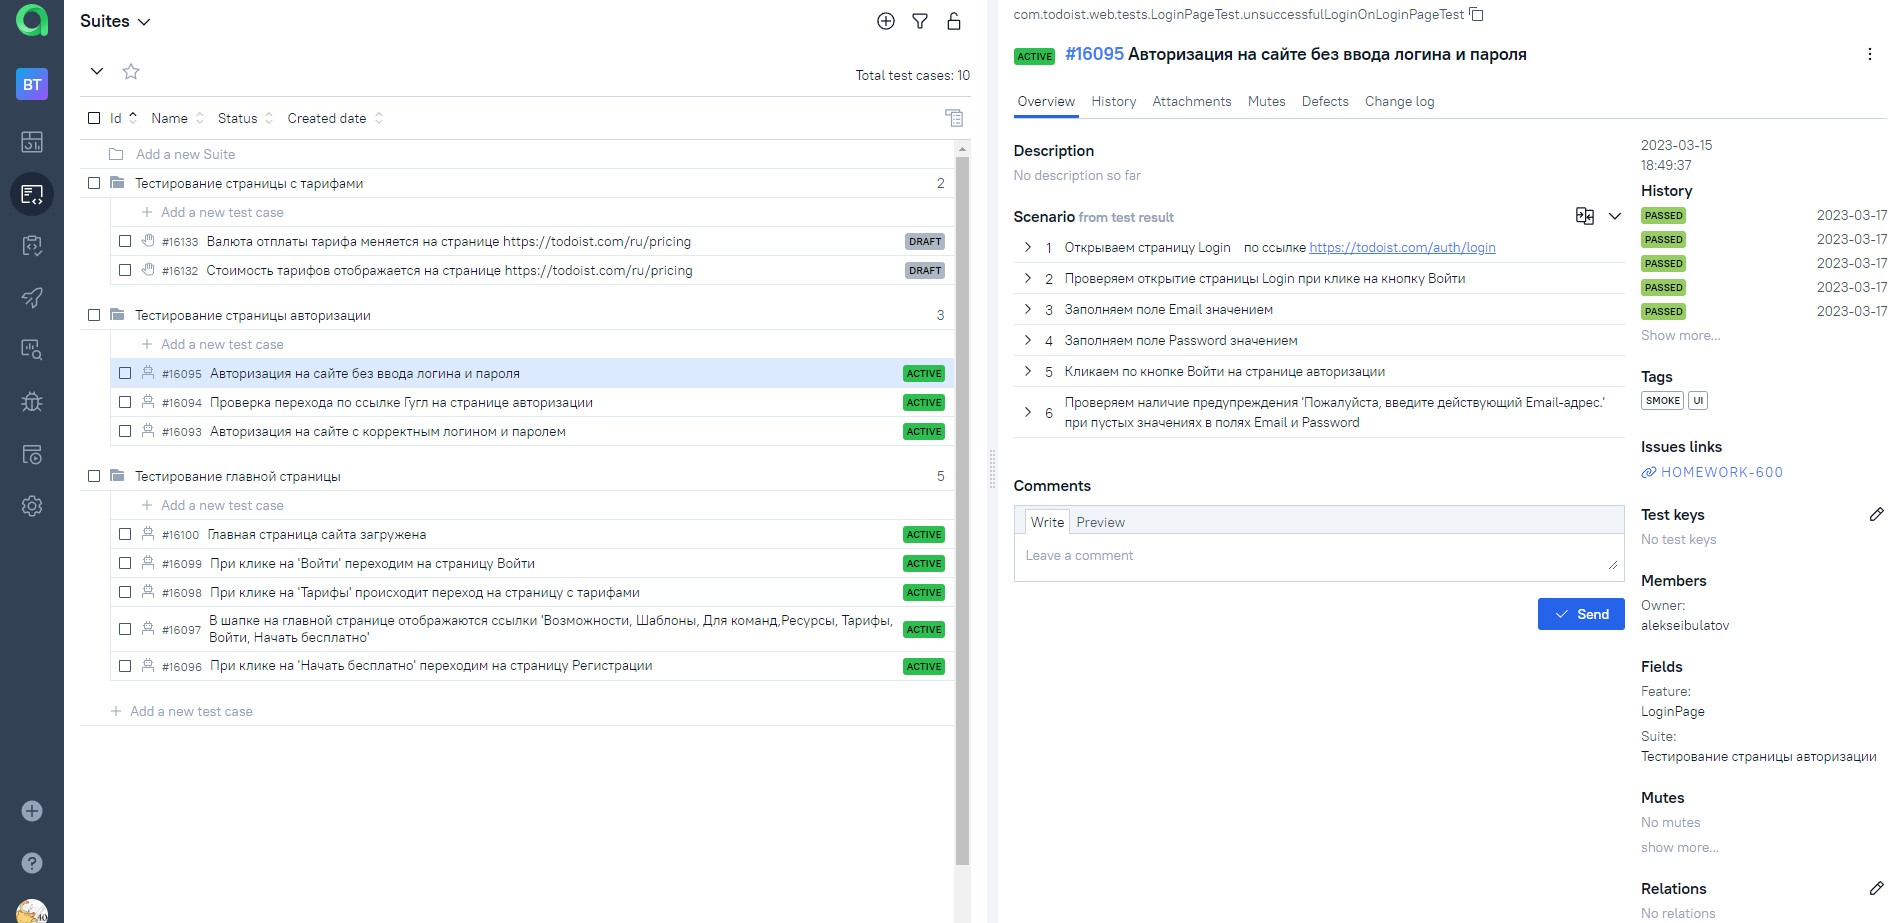 BT
Suites
Total test cases: 10
Id Name Status Created date
Add a new Suite
Тестирование страницы с тарифами 2
Add a new test case
#16133 Валюта отплаты тарифа меняется на странице https://todoist.com/ru/pricing DRAFT
#16132 Стоимость тарифов отображается на странице https://todoist.com/ru/pricing DRAFT
Тестирование страницы авторизации 3
Add a new test case
#16095 Авторизация на сайте без ввода логина и пароля ACTIVE
#16094 Проверка перехода по ссылке Гугл на странице авторизации ACTIVE
#16093 Авторизация на сайте с корректным логином и паролем ACTIVE
Тестирование главной страницы 5
Add a new test case
#16100 Главная страница сайта загружена ACTIVE
#16099 При клике на 'Войти' переходим на страницу Войти ACTIVE
#16098 При клике на 'Тарифы' происходит переход на страницу с тарифами ACTIVE
#16097 В шапке на главной странице отображаются ссылки 'Возможности, Шаблоны, Для команд,Ресурсы, Тарифы,
Войти, Начать бесплатно' ACTIVE
#16096 При клике на 'Начать бесплатно' переходим на страницу Регистрации ACTIVE
Add a new test case
com.todoist.web.tests.LoginPageTest.unsuccessfulLoginOnLoginPageTest
ACTIVE #16095 Авторизация на сайте без ввода логина и пароля
Overview History Attachments Mutes Defects Change log
Description
No description so far
Scenario from test result
1 Открываем страницу Login по ссылке https://todoist.com/auth/login
2 Проверяем открытие страницы Login при клике на кнопку Войти
3 Заполняем поле Email значением
4 Заполняем поле Password значением
5 Кликаем по кнопке Войти на странице авторизации
6 Проверяем наличие предупреждения 'Пожалуйста, введите действующий Email-адрес.'
при пустых значениях в полях Email и Password
Comments
Write Preview
Leave a comment
Send
2023-03-15
18:49:37
History
PASSED 2023-03-17
PASSED 2023-03-17
PASSED 2023-03-17
PASSED 2023-03-17
PASSED 2023-03-17
Show more...
Tags
SMOKE UI
Issues links
HOMEWORK-600
Test keys
No test keys
Members
Owner:
alekseibulatov
Fields
Feature:
LoginPage
Suite:
Тестирование страницы авторизации
Mutes
No mutes
show more...
Relations
No relations